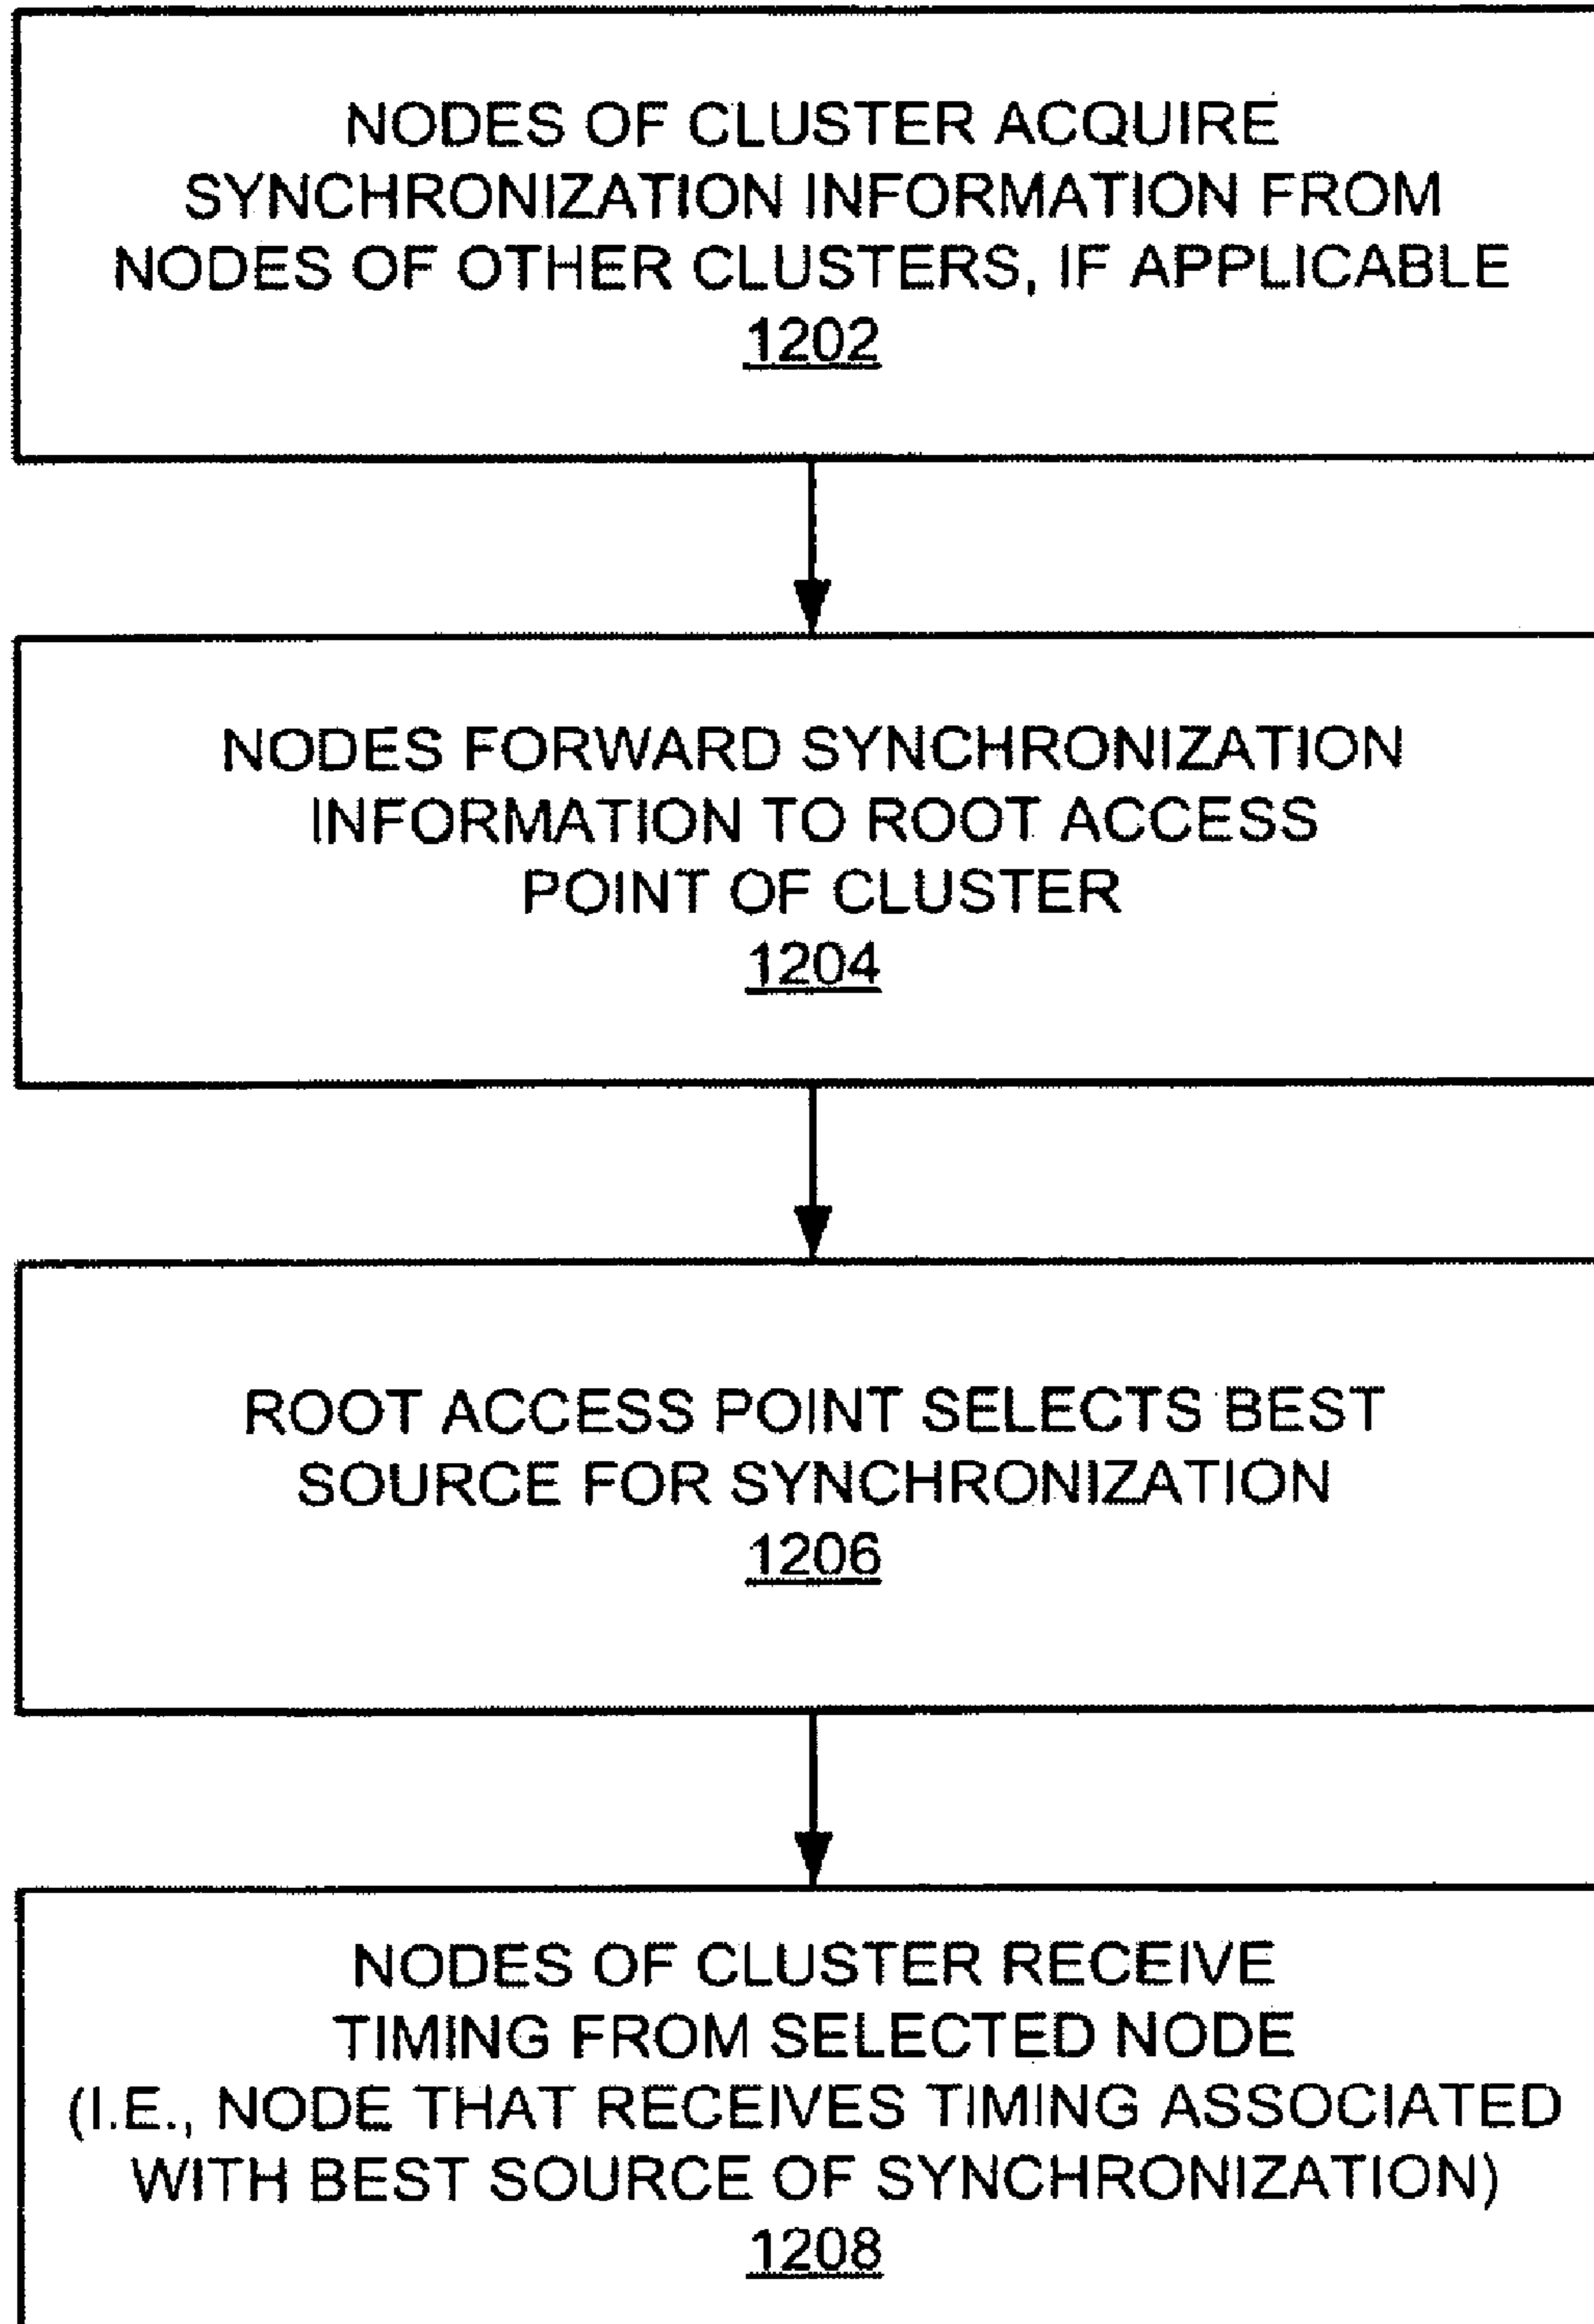 NODES OF CLUSTER ACQUIRE
SYNCHRONIZATION INFORMATION FROM
NODES OF OTHER CLUSTERS, IF APPLICABLE
1202
NODES FORWARD SYNCHRONIZATION
INFORMATION TO ROOT ACCESS
POINT OF CLUSTER
1204
ROOT ACCESS POINT SELECTS BEST
SOURCE FOR SYNCHRONIZATION
1206
NODES OF CLUSTER RECEIVE
TIMING FROM SELECTED NODE
(I.E., NODE THAT RECEIVES TIMING ASSOCIATED
WITH BEST SOURCE OF SYNCHRONIZATION)
1208